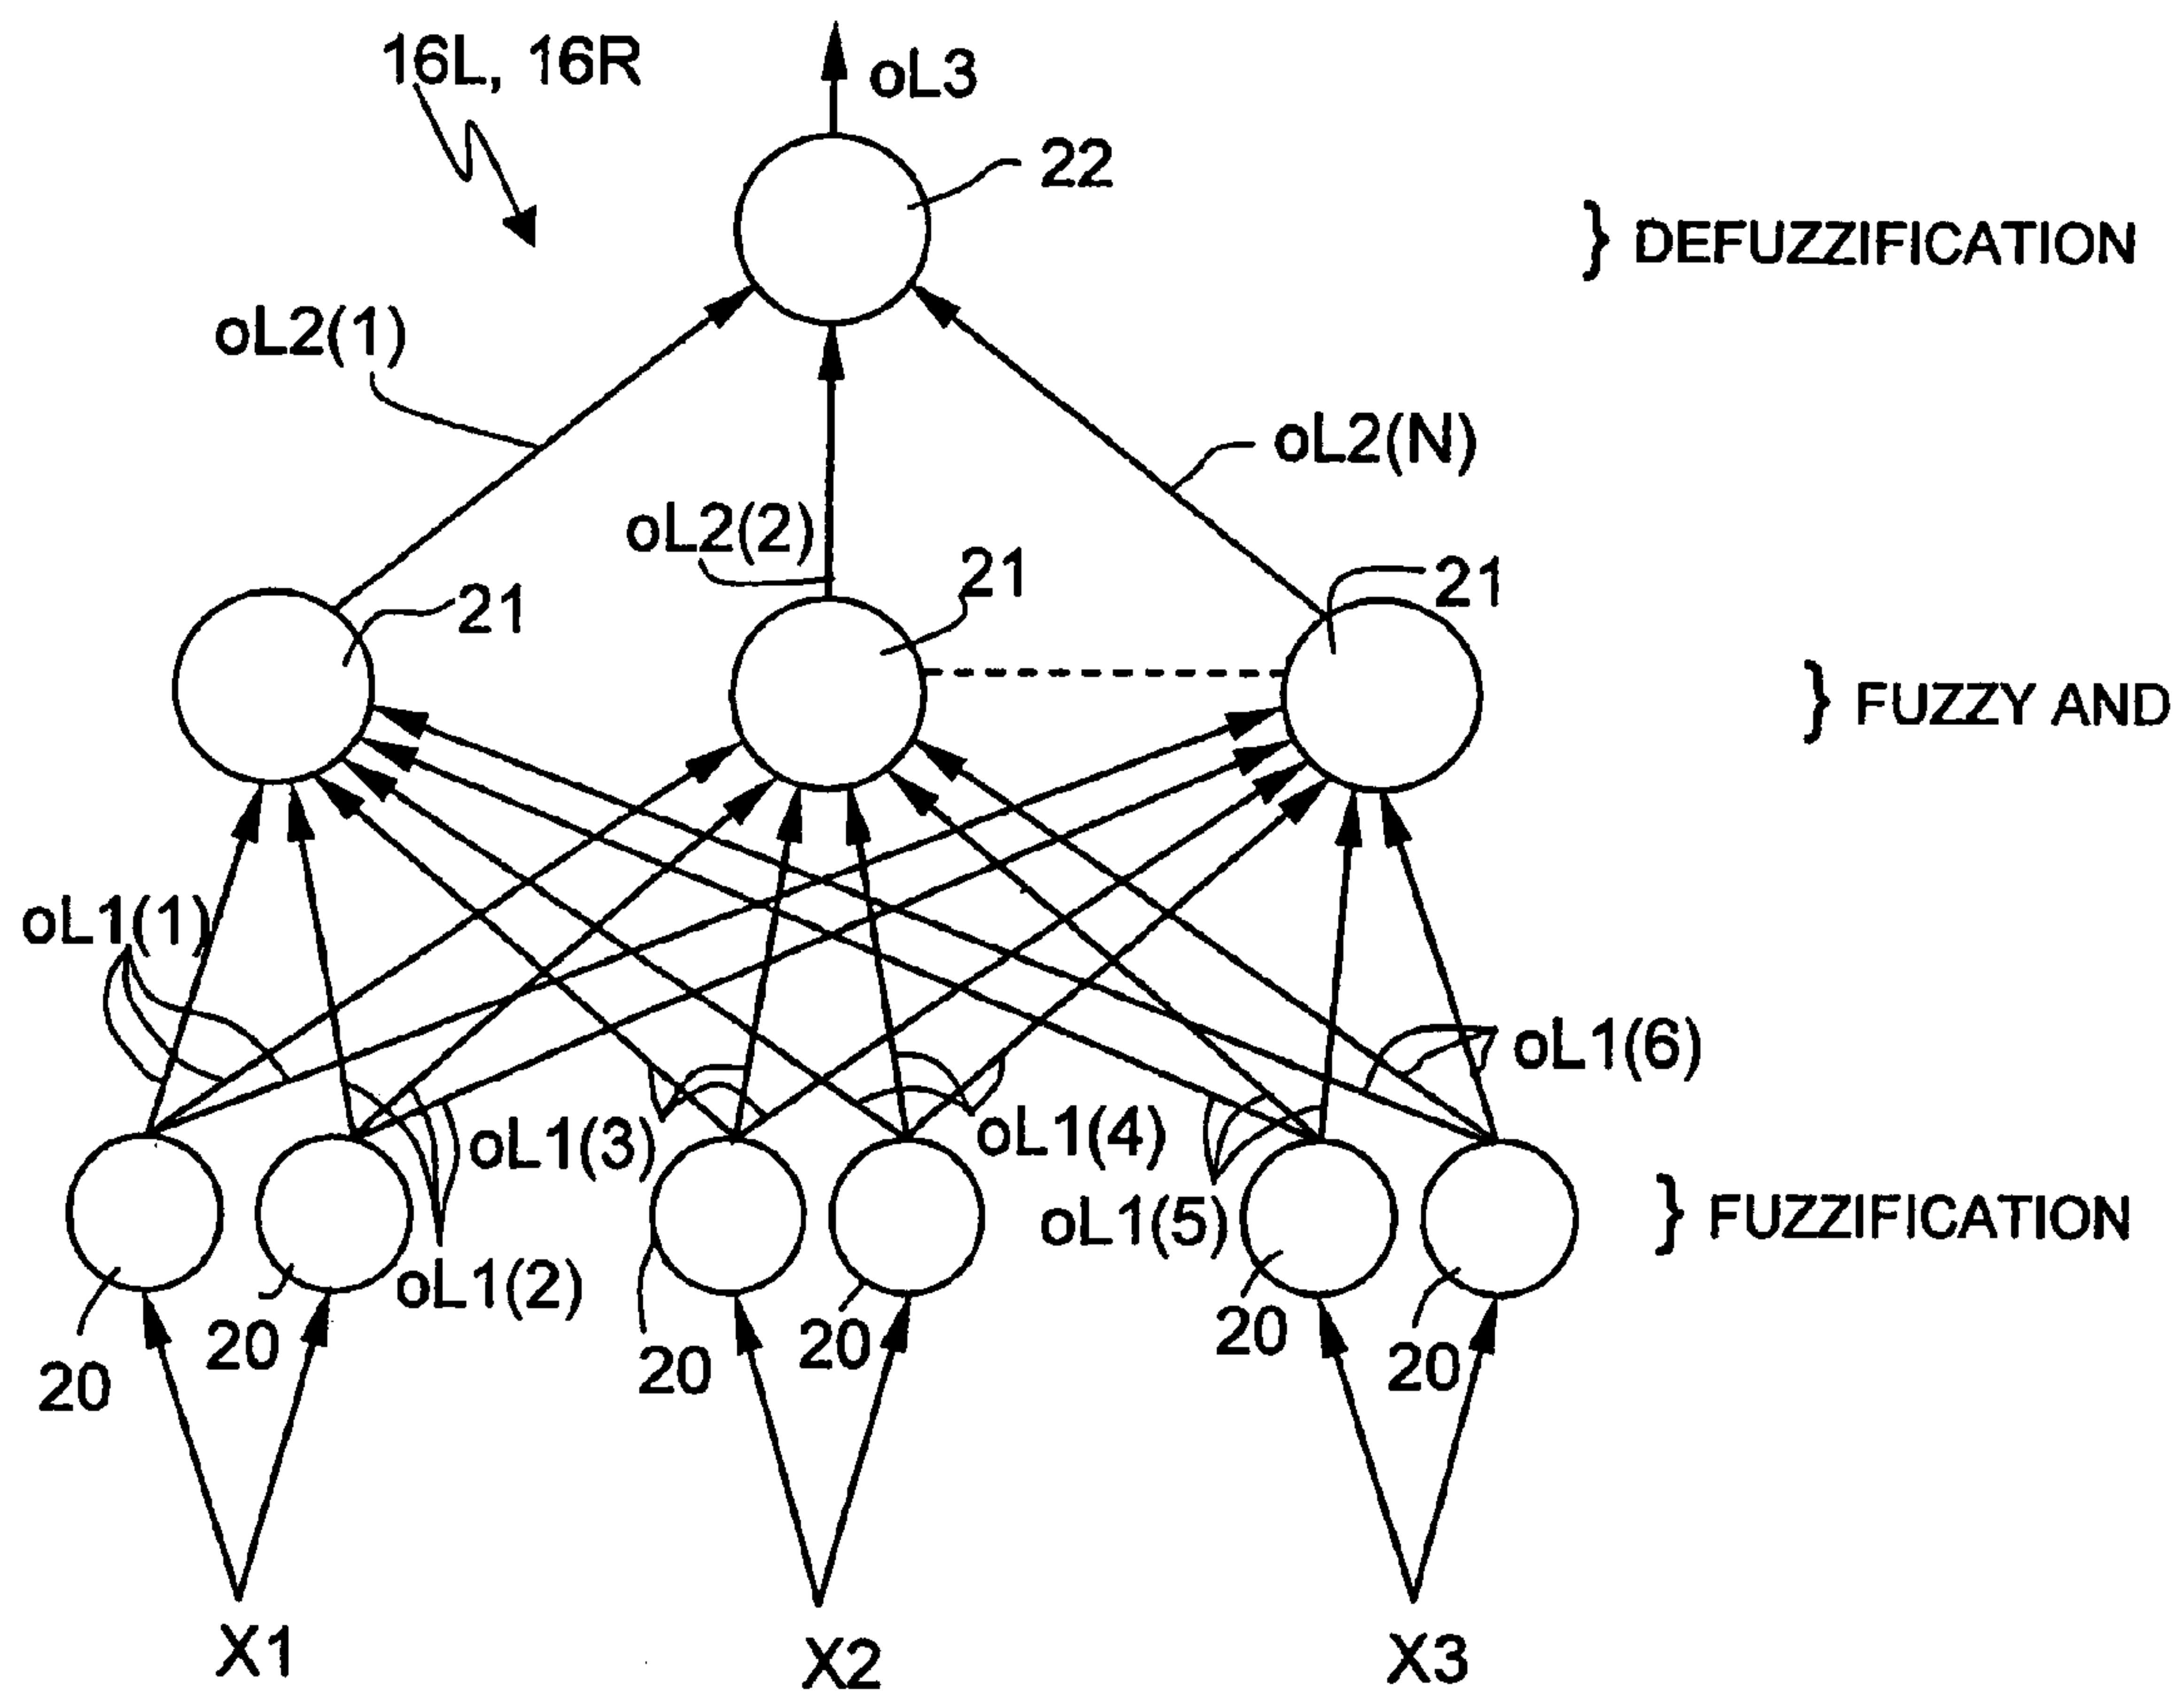 16L, 16R
oL3
22
} DEFUZZIFICATION
oL2(1)
oL2(N)
oL2(2)
21
21
21
} FUZZY AND
oL1(1)
oL1(6)
oL1(3)
oL1(4)
oL1(5)
} FUZZIFICATION
oL1(2)
20
20
20
20
20
20
X1
X2
X3